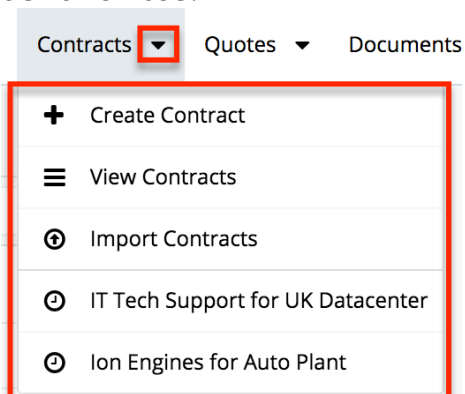 Contracts Quotes Documents
Create Contract
View Contracts
Import Contracts
IT Tech Support for UK Datacenter
Ion Engines for Auto Plant